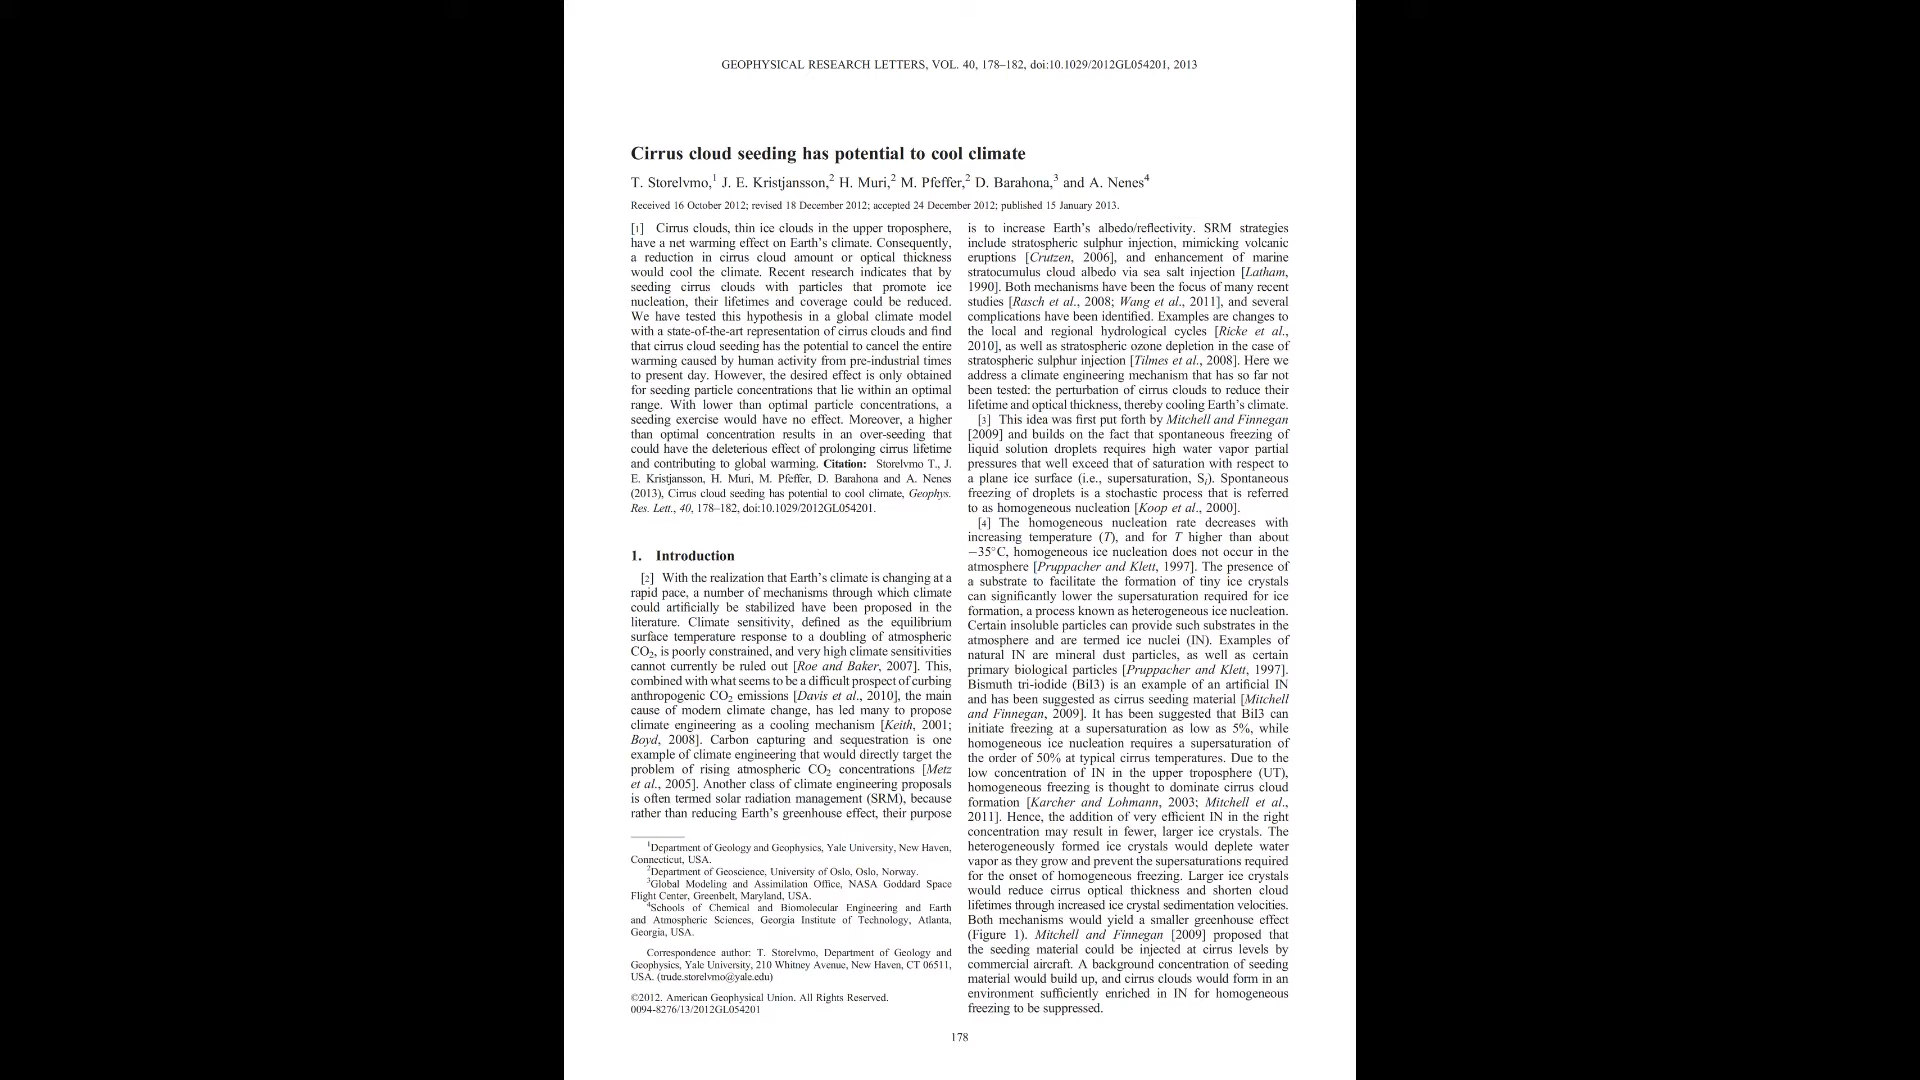 GEOPHYSICAL RESEARCH LETTERS, VOL. 40, 178–182, doi:10.1029/2012GL054201, 2013
Cirrus cloud seeding has potential to cool climate
T. Storelvmo,1 J. E. Kristjansson,2 H. Muri,2 M. Pfeffer,2 D. Barahona,3 and A. Nenes4
Received 16 October 2012; revised 18 December 2012; accepted 24 December 2012; published 15 January 2013.
[1] Cirrus clouds, thin ice clouds in the upper troposphere,
have a net warming effect on Earth's climate. Consequently,
a reduction in cirrus cloud amount or optical thickness
would cool the climate. Recent research indicates that by
seeding cirrus clouds with particles that promote ice
nucleation, their lifetimes and coverage could be reduced.
We have tested this hypothesis in a global climate model
with a state-of-the-art representation of cirrus clouds and find
that cirrus cloud seeding has the potential to cancel the entire
warming caused by human activity from pre-industrial times
to present day. However, the desired effect is only obtained
for seeding particle concentrations that lie within an optimal
range. With lower than optimal particle concentrations, a
seeding exercise would have no effect. Moreover, a higher
than optimal concentration results in an over-seeding that
could have the deleterious effect of prolonging cirrus lifetime
and contributing to global warming. Citation: Storelvmo T., J.
E. Kristjansson, H. Muri, M. Pfeffer, D. Barahona and A. Nenes
(2013), Cirrus cloud seeding has potential to cool climate, Geophys.
Res. Lett., 40, 178–182, doi:10.1029/2012GL054201.
1. Introduction
[2] With the realization that Earth's climate is changing at a
rapid pace, a number of mechanisms through which climate
could artificially be stabilized have been proposed in the
literature. Climate sensitivity, defined as the equilibrium
surface temperature response to a doubling of atmospheric
CO2, is poorly constrained, and very high climate sensitivities
cannot currently be ruled out [Roe and Baker, 2007]. This,
combined with what seems to be a difficult prospect of curbing
anthropogenic CO2 emissions [Davis et al., 2010], the main
cause of modern climate change, has led many to propose
climate engineering as a cooling mechanism [Keith, 2001;
Boyd, 2008]. Carbon capturing and sequestration is one
example of climate engineering that would directly target the
problem of rising atmospheric CO2 concentrations [Metz
et al., 2005]. Another class of climate engineering proposals
is often termed solar radiation management (SRM), because
rather than reducing Earth's greenhouse effect, their purpose
1Department of Geology and Geophysics, Yale University, New Haven,
Connecticut, USA.
2Department of Geoscience, University of Oslo, Oslo, Norway.
3Global Modeling and Assimilation Office, NASA Goddard Space
Flight Center, Greenbelt, Maryland, USA.
4Schools of Chemical and Biomolecular Engineering and Earth
and Atmospheric Sciences, Georgia Institute of Technology, Atlanta,
Georgia, USA.
Correspondence author: T. Storelvmo, Department of Geology and
Geophysics, Yale University, 210 Whitney Avenue, New Haven, CT 06511,
USA. (trude.storelvmo@yale.edu)
©2012. American Geophysical Union. All Rights Reserved.
0094-8276/13/2012GL054201
is to increase Earth's albedo/reflectivity. SRM strategies
include stratospheric sulphur injection, mimicking volcanic
eruptions [Crutzen, 2006], and enhancement of marine
stratocumulus cloud albedo via sea salt injection [Latham,
1990]. Both mechanisms have been the focus of many recent
studies [Rasch et al., 2008; Wang et al., 2011], and several
complications have been identified. Examples are changes to
the local and regional hydrological cycles [Ricke et al.,
2010], as well as stratospheric ozone depletion in the case of
stratospheric sulphur injection [Tilmes et al., 2008]. Here we
address a climate engineering mechanism that has so far not
been tested: the perturbation of cirrus clouds to reduce their
lifetime and optical thickness, thereby cooling Earth's climate.
[3] This idea was first put forth by Mitchell and Finnegan
[2009] and builds on the fact that spontaneous freezing of
liquid solution droplets requires high water vapor partial
pressures that well exceed that of saturation with respect to
a plane ice surface (i.e., supersaturation, Si). Spontaneous
freezing of droplets is a stochastic process that is referred
to as homogeneous nucleation [Koop et al., 2000].
[4] The homogeneous nucleation rate decreases with
increasing temperature (T), and for T higher than about
−35°C, homogeneous ice nucleation does not occur in the
atmosphere [Pruppacher and Klett, 1997]. The presence of
a substrate to facilitate the formation of tiny ice crystals
can significantly lower the supersaturation required for ice
formation, a process known as heterogeneous ice nucleation.
Certain insoluble particles can provide such substrates in the
atmosphere and are termed ice nuclei (IN). Examples of
natural IN are mineral dust particles, as well as certain
primary biological particles [Pruppacher and Klett, 1997].
Bismuth tri-iodide (BiI3) is an example of an artificial IN
and has been suggested as cirrus seeding material [Mitchell
and Finnegan, 2009]. It has been suggested that BiI3 can
initiate freezing at a supersaturation as low as 5%, while
homogeneous ice nucleation requires a supersaturation of
the order of 50% at typical cirrus temperatures. Due to the
low concentration of IN in the upper troposphere (UT),
homogeneous freezing is thought to dominate cirrus cloud
formation [Karcher and Lohmann, 2003; Mitchell et al.,
2011]. Hence, the addition of very efficient IN in the right
concentration may result in fewer, larger ice crystals. The
heterogeneously formed ice crystals would deplete water
vapor as they grow and prevent the supersaturations required
for the onset of homogeneous freezing. Larger ice crystals
would reduce cirrus optical thickness and shorten cloud
lifetimes through increased ice crystal sedimentation velocities.
Both mechanisms would yield a smaller greenhouse effect
(Figure 1). Mitchell and Finnegan [2009] proposed that
the seeding material could be injected at cirrus levels by
commercial aircraft. A background concentration of seeding
material would build up, and cirrus clouds would form in an
environment sufficiently enriched in IN for homogeneous
freezing to be suppressed.
178